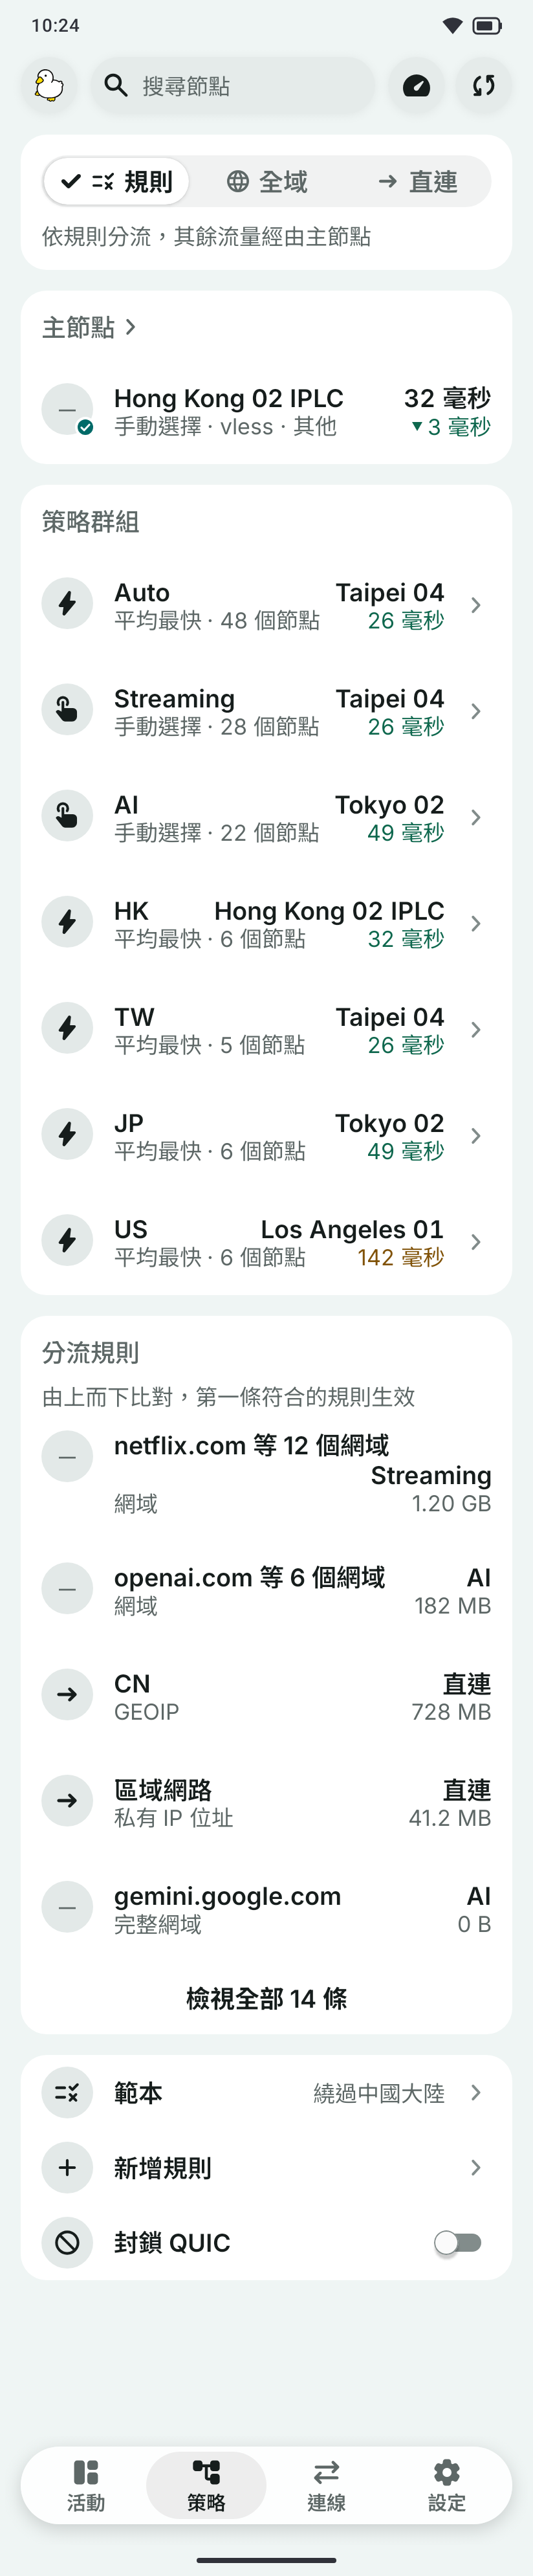 10:24
搜尋節點
規則
全域
直連
依規則分流，其餘流量經由主節點
主節點
Hong Kong 02 IPLC
32 毫秒
手動選擇 · vless · 其他
▼3 毫秒
策略群組
Auto
Taipei 04
平均最快 · 48 個節點
26 毫秒
Streaming
Taipei 04
手動選擇 · 28 個節點
26 毫秒
AI
Tokyo 02
手動選擇 · 22 個節點
49 毫秒
HK
Hong Kong 02 IPLC
平均最快 · 6 個節點
32 毫秒
TW
Taipei 04
平均最快 · 5 個節點
26 毫秒
JP
Tokyo 02
平均最快 · 6 個節點
49 毫秒
US
Los Angeles 01
平均最快 · 6 個節點
142 毫秒
分流規則
由上而下比對，第一條符合的規則生效
netflix.com 等 12 個網域
Streaming
網域
1.20 GB
openai.com 等 6 個網域
AI
網域
182 MB
CN
直連
GEOIP
728 MB
區域網路
直連
私有 IP 位址
41.2 MB
gemini.google.com
AI
完整網域
0 B
檢視全部 14 條
範本
繞過中國大陸
新增規則
封鎖 QUIC
活動
策略
連線
設定